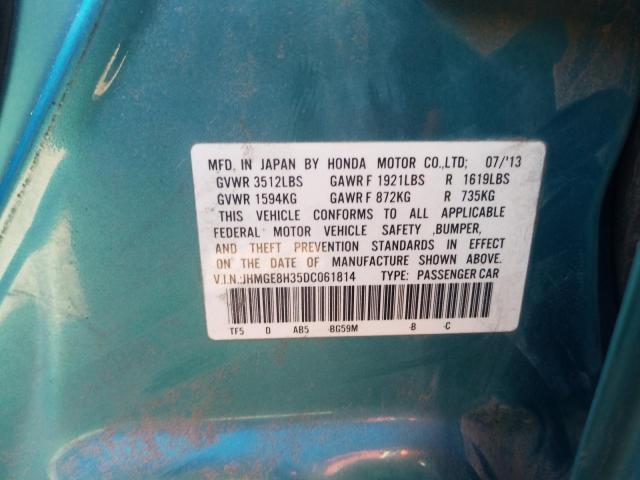 MFD. IN JAPAN BY HONDA MOTOR CO.,LTD; 07/'13
GVWR 3512LBS GAWR F 1921LBS R 1619LBS
GVWR 1594KG GAWR F 872KG R 735KG
THIS VEHICLE CONFORMS TO ALL APPLICABLE
FEDERAL MOTOR VEHICLE SAFETY ,BUMPER,
AND THEFT PREVENTION STANDARDS IN EFFECT
ON THE DATE OF MANUFACTURE SHOWN ABOVE.
V.I.N.:JHMGE8H35DC061814 TYPE: PASSENGER CAR
TF5 D AB5 -BG59M -B -C